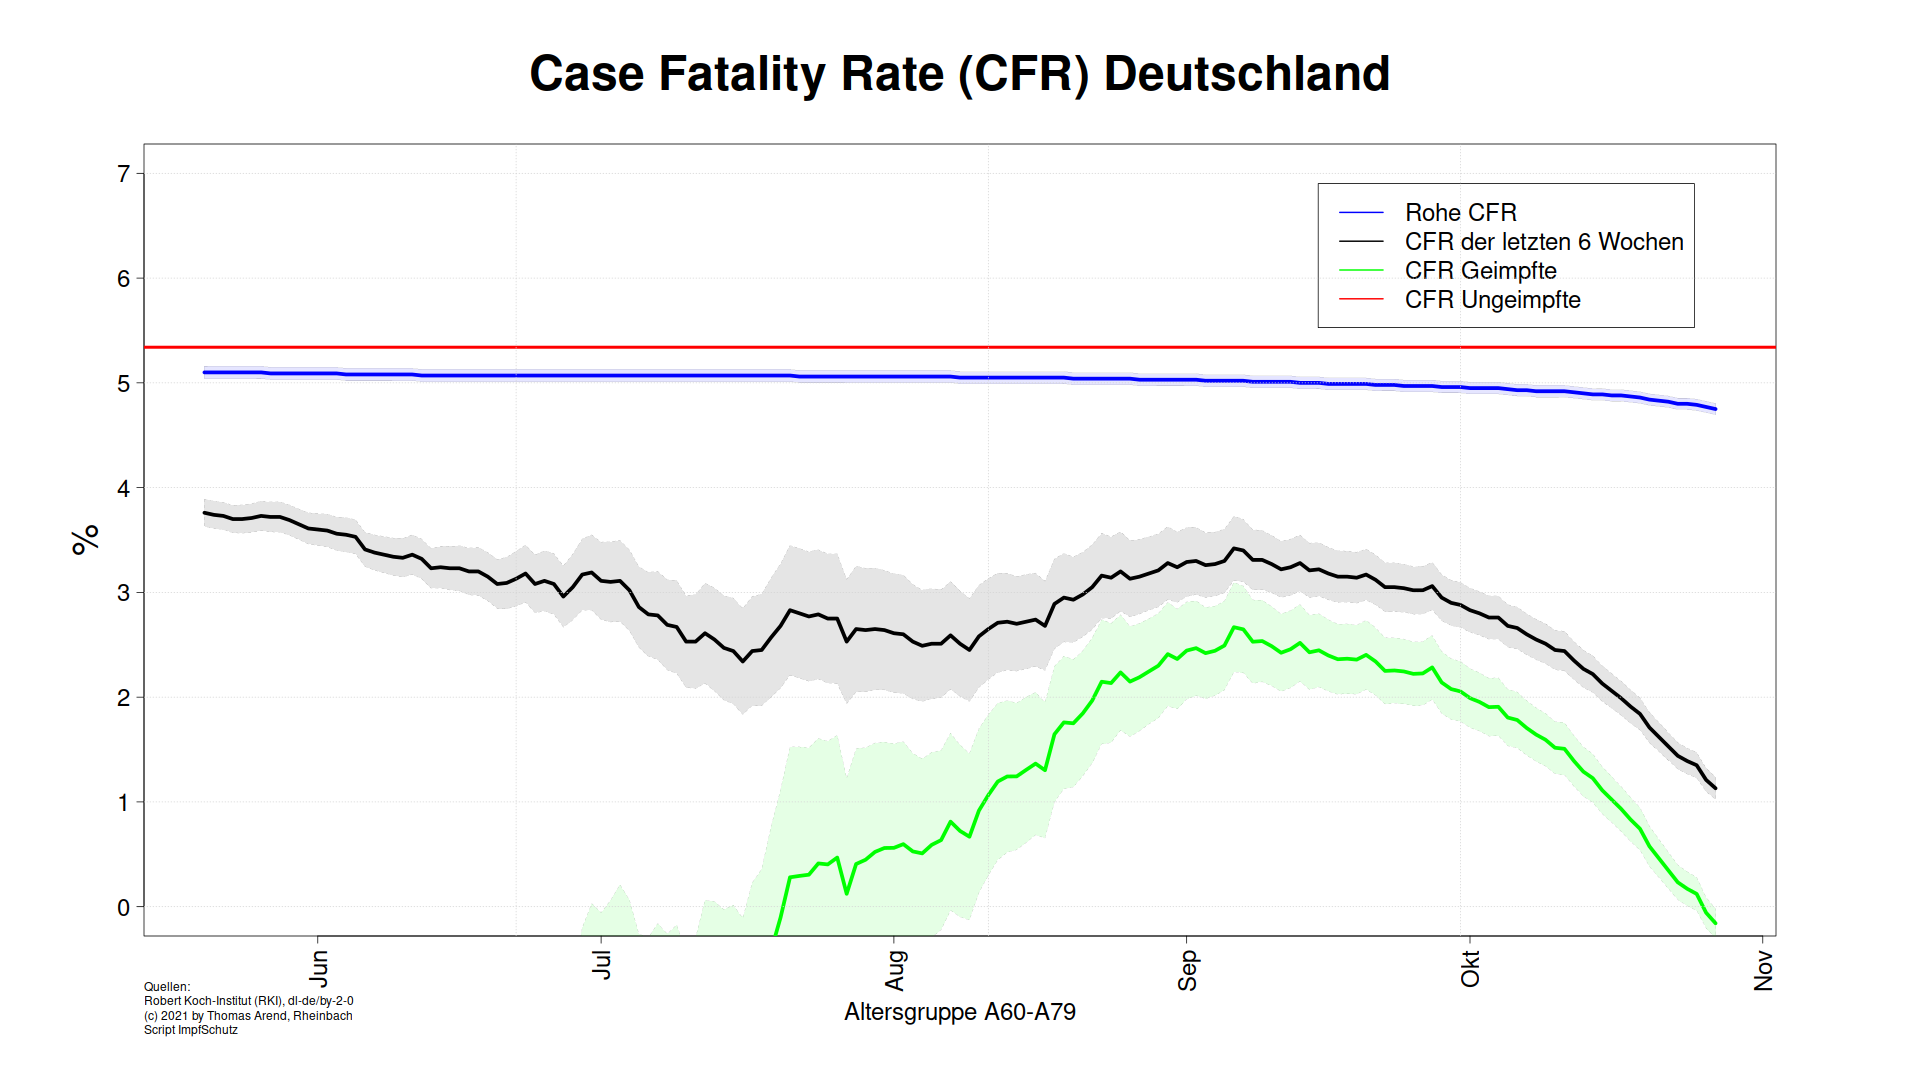 Case Fatality Rate (CFR) Deutschland
7
6
5
4
3
2
1
0
%
Rohe CFR
CFR der letzten 6 Wochen
CFR Geimpfte
CFR Ungeimpfte
Jun
Jul
Aug
Sep
Okt
Nov
Altersgruppe A60-A79
Quellen:
Robert Koch-Institut (RKI), dl-de/by-2-0
(c) 2021 by Thomas Arend, Rheinbach
Script ImpfSchutz